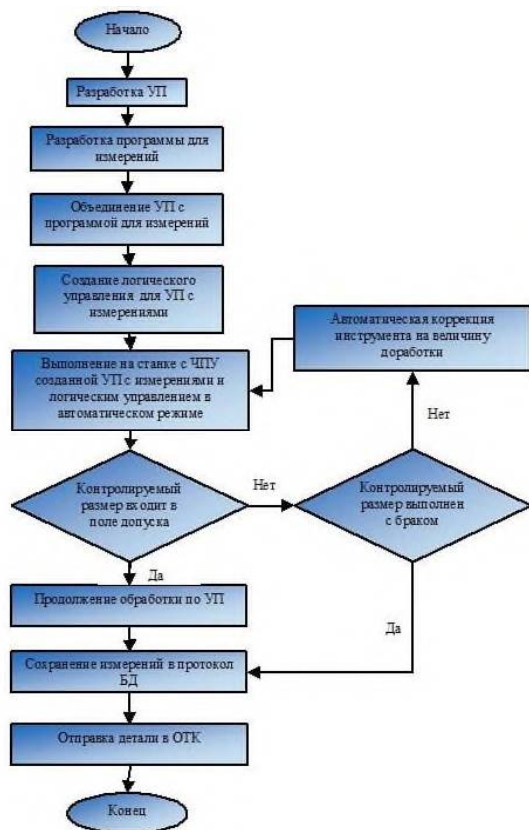 Начало
Разработка УП
Разработка программы для
измерений
Объединение УП с
программой для измерений
Создание логического
управления для УП с
измерениями
Автоматическая коррекция
инструмента на величину
доработки
Выполнение на станке с ЧПУ
созданной УП с измерениями и
логическим управлением в
автоматическом режиме
Нет
Контролируемый
размер входит в
поле допуска
Нет
Контролируемый
размер выполнен
с браком
Да
Продолжение обработки по УП
Да
Сохранение измерений в протокол
БД
Отправка детали в ОТК
Конец